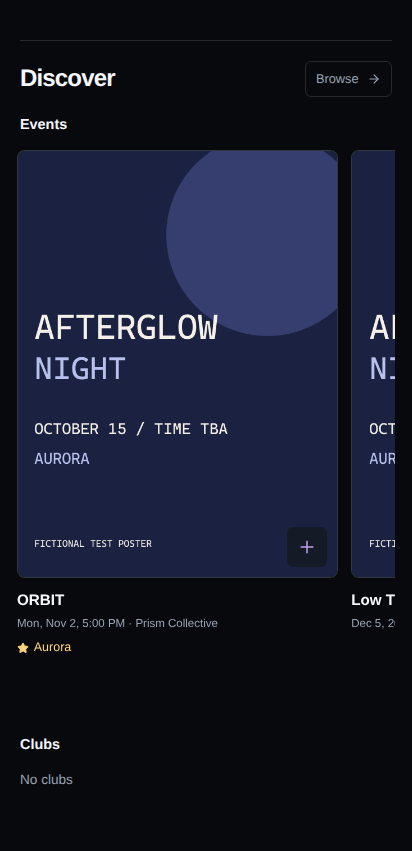 Discover
Browse
Events
AFTERGLOW
NIGHT
OCTOBER 15 / TIME TBA
AURORA
FICTIONAL TEST POSTER
ORBIT
Mon, Nov 2, 5:00 PM · Prism Collective
Aurora
Low T
Dec 5, 2
Clubs
No clubs